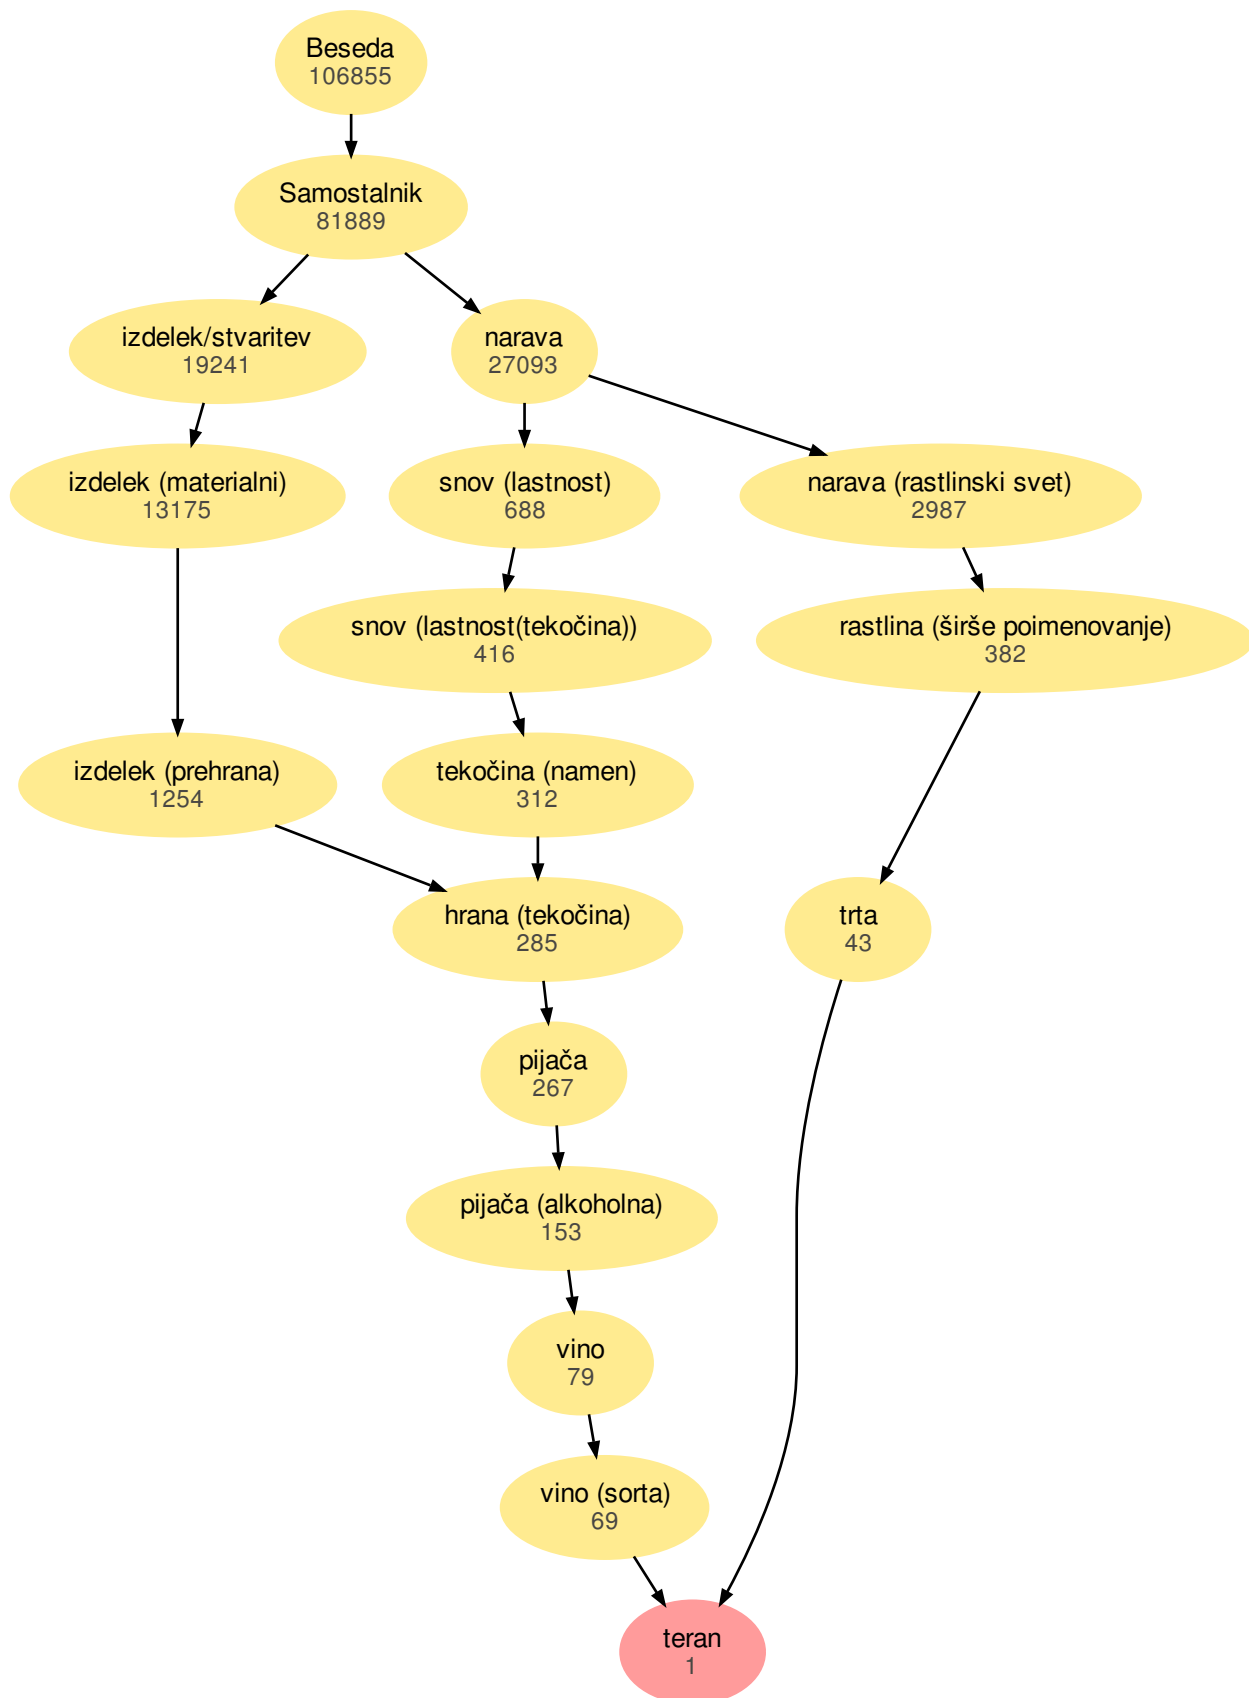 Beseda
106855
Samostalnik
81889
izdelek/stvaritev
19241
narava
27093
izdelek (materialni)
13175
snov (lastnost)
688
narava (rastlinski svet)
2987
snov (lastnost(tekočina))
416
rastlina (širše poimenovanje)
382
izdelek (prehrana)
1254
tekočina (namen)
312
hrana (tekočina)
285
trta
43
pijača
267
pijača (alkoholna)
153
vino
79
vino (sorta)
69
teran
1